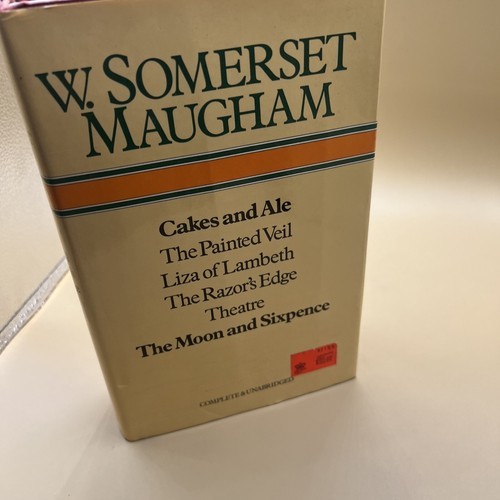 W. SOMERSET
MAUGHAM
Cakes and Ale
The Painted Veil
Liza of Lambeth
The Razor's Edge
Theatre
The Moon and Sixpence
COMPLETE & UNABRIDGED